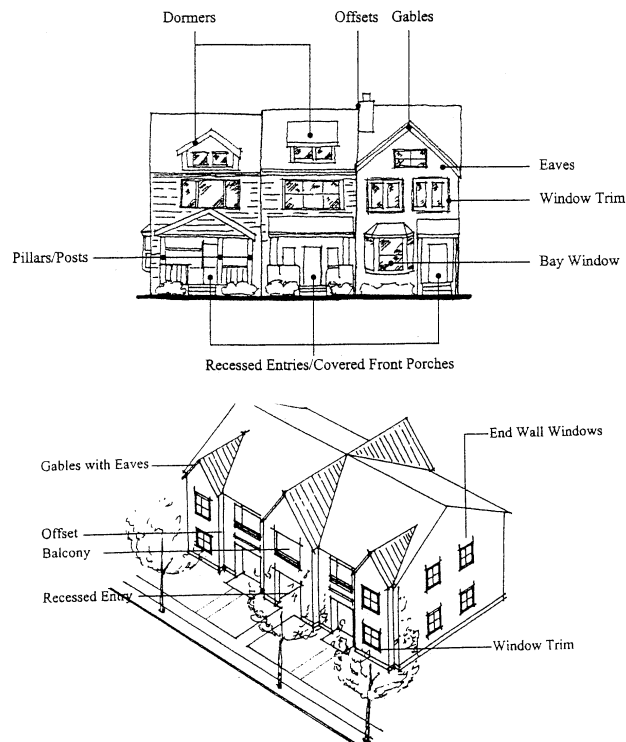 Dormers
Offsets
Gables
Eaves
Window Trim
Pillars/Posts
Bay Window
Recessed Entries/Covered Front Porches
End Wall Windows
Gables with Eaves
Offset
Balcony
Recessed Entry
Window Trim